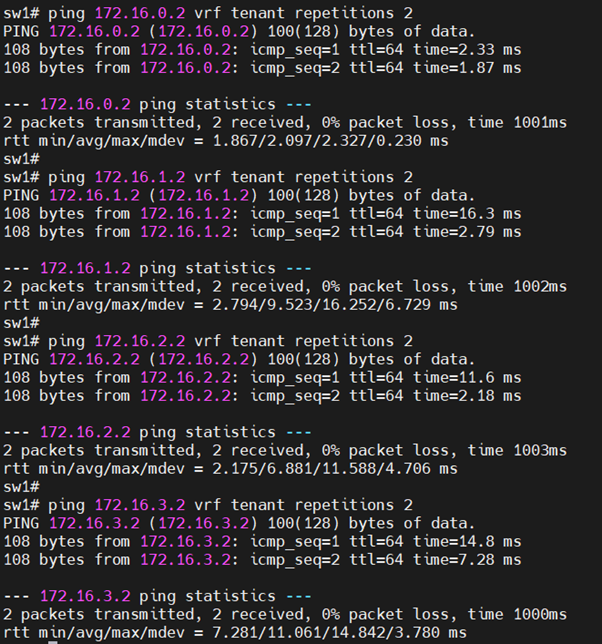 sw1# ping 172.16.0.2 vrf tenant repetitions 2
PING 172.16.0.2 (172.16.0.2) 100(128) bytes of data.
108 bytes from 172.16.0.2: icmp_seq=1 ttl=64 time=2.33 ms
108 bytes from 172.16.0.2: icmp_seq=2 ttl=64 time=1.87 ms
--- 172.16.0.2 ping statistics ---
2 packets transmitted, 2 received, 0% packet loss, time 1001ms
rtt min/avg/max/mdev = 1.867/2.097/2.327/0.230 ms
sw1#
sw1# ping 172.16.1.2 vrf tenant repetitions 2
PING 172.16.1.2 (172.16.1.2) 100(128) bytes of data.
108 bytes from 172.16.1.2: icmp_seq=1 ttl=64 time=16.3 ms
108 bytes from 172.16.1.2: icmp_seq=2 ttl=64 time=2.79 ms
--- 172.16.1.2 ping statistics ---
2 packets transmitted, 2 received, 0% packet loss, time 1002ms
rtt min/avg/max/mdev = 2.794/9.523/16.252/6.729 ms
sw1#
sw1# ping 172.16.2.2 vrf tenant repetitions 2
PING 172.16.2.2 (172.16.2.2) 100(128) bytes of data.
108 bytes from 172.16.2.2: icmp_seq=1 ttl=64 time=11.6 ms
108 bytes from 172.16.2.2: icmp_seq=2 ttl=64 time=2.18 ms
--- 172.16.2.2 ping statistics ---
2 packets transmitted, 2 received, 0% packet loss, time 1003ms
rtt min/avg/max/mdev = 2.175/6.881/11.588/4.706 ms
sw1#
sw1# ping 172.16.3.2 vrf tenant repetitions 2
PING 172.16.3.2 (172.16.3.2) 100(128) bytes of data.
108 bytes from 172.16.3.2: icmp_seq=1 ttl=64 time=14.8 ms
108 bytes from 172.16.3.2: icmp_seq=2 ttl=64 time=7.28 ms
--- 172.16.3.2 ping statistics ---
2 packets transmitted, 2 received, 0% packet loss, time 1000ms
rtt min/avg/max/mdev = 7.281/11.061/14.842/3.780 ms